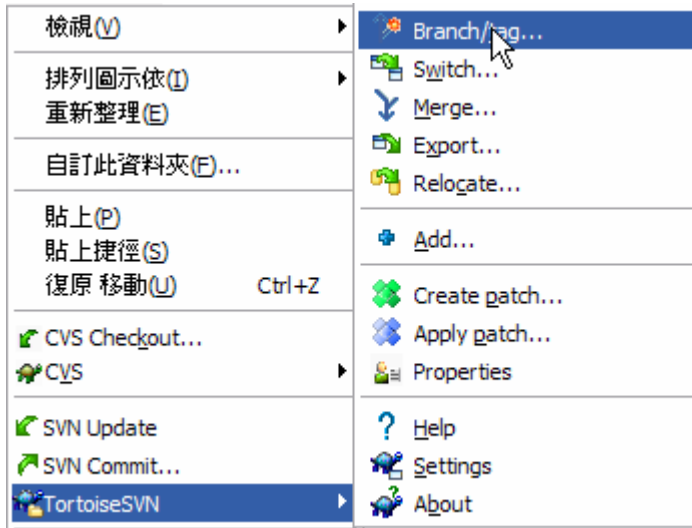 檢視(V)
排列圖示依(I)
重新整理(E)
自訂此資料夾(F)...
貼上(P)
貼上捷徑(S)
復原 移動(U) Ctrl+Z
CVS Checkout...
CVS
SVN Update
SVN Commit...
TortoiseSVN
Branch/tag...
Switch...
Merge...
Export...
Relocate...
Add...
Create patch...
Apply patch...
Properties
Help
Settings
About